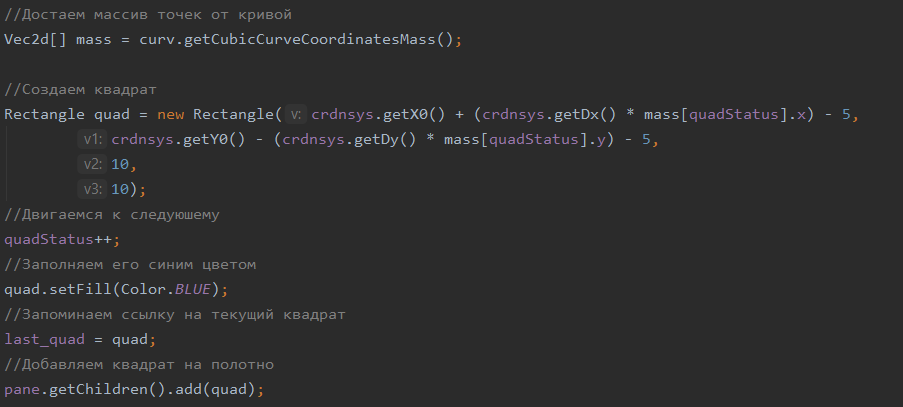 //Достаем массив точек от кривой
Vec2d[] mass = curv.getCubicCurveCoordinatesMass();
//Создаем квадрат
Rectangle quad = new Rectangle( v: crdnsys.getX0() + (crdnsys.getDx() * mass[quadStatus].x) - 5,
v1: crdnsys.getY0() - (crdnsys.getDy() * mass[quadStatus].y) - 5,
v2: 10,
v3: 10);
//Двигаемся к следуюшему
quadStatus++;
//Заполняем его синим цветом
quad.setFill(Color.BLUE);
//Запоминаем ссылку на текущий квадрат
last_quad = quad;
//Добавляем квадрат на полотно
pane.getChildren().add(quad);